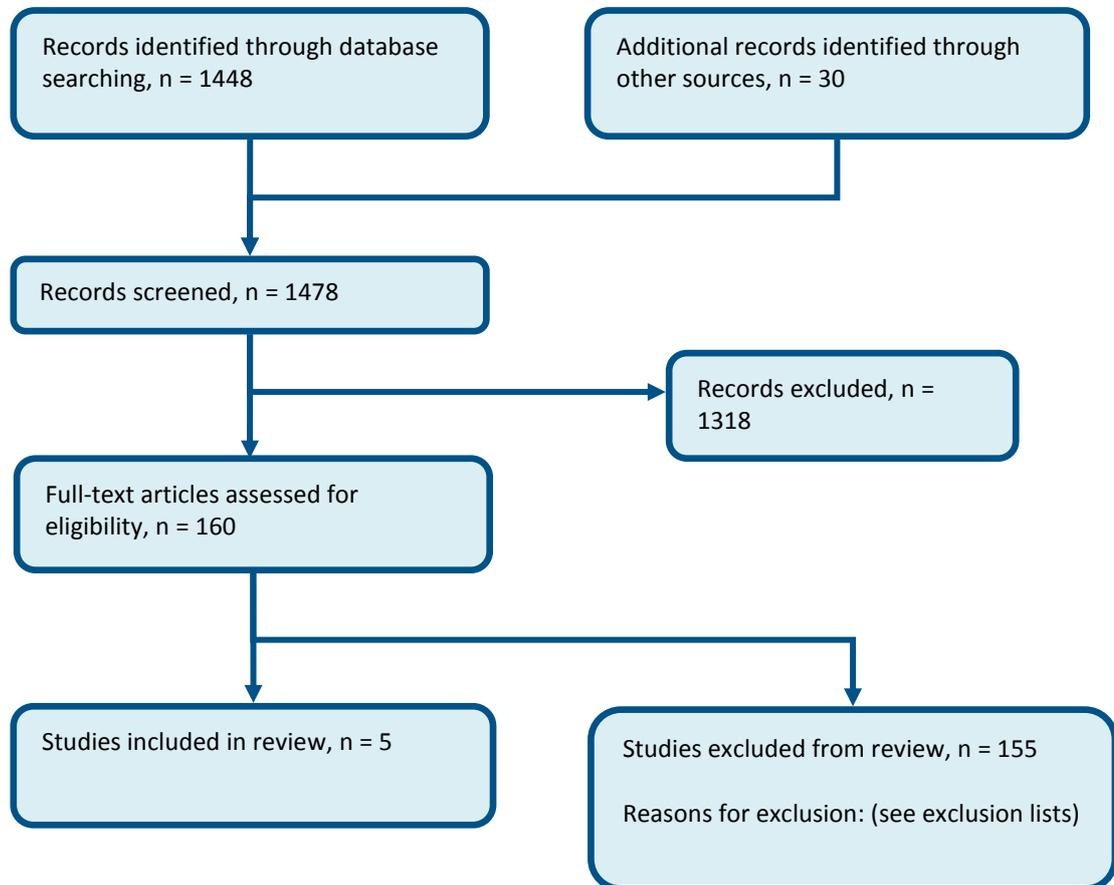 Records identified through database
searching, n = 1448
Additional records identified through
other sources, n = 30
Records screened, n = 1478
Records excluded, n =
1318
Full-text articles assessed for
eligibility, n = 160
Studies included in review, n = 5
Studies excluded from review, n = 155
Reasons for exclusion: (see exclusion lists)